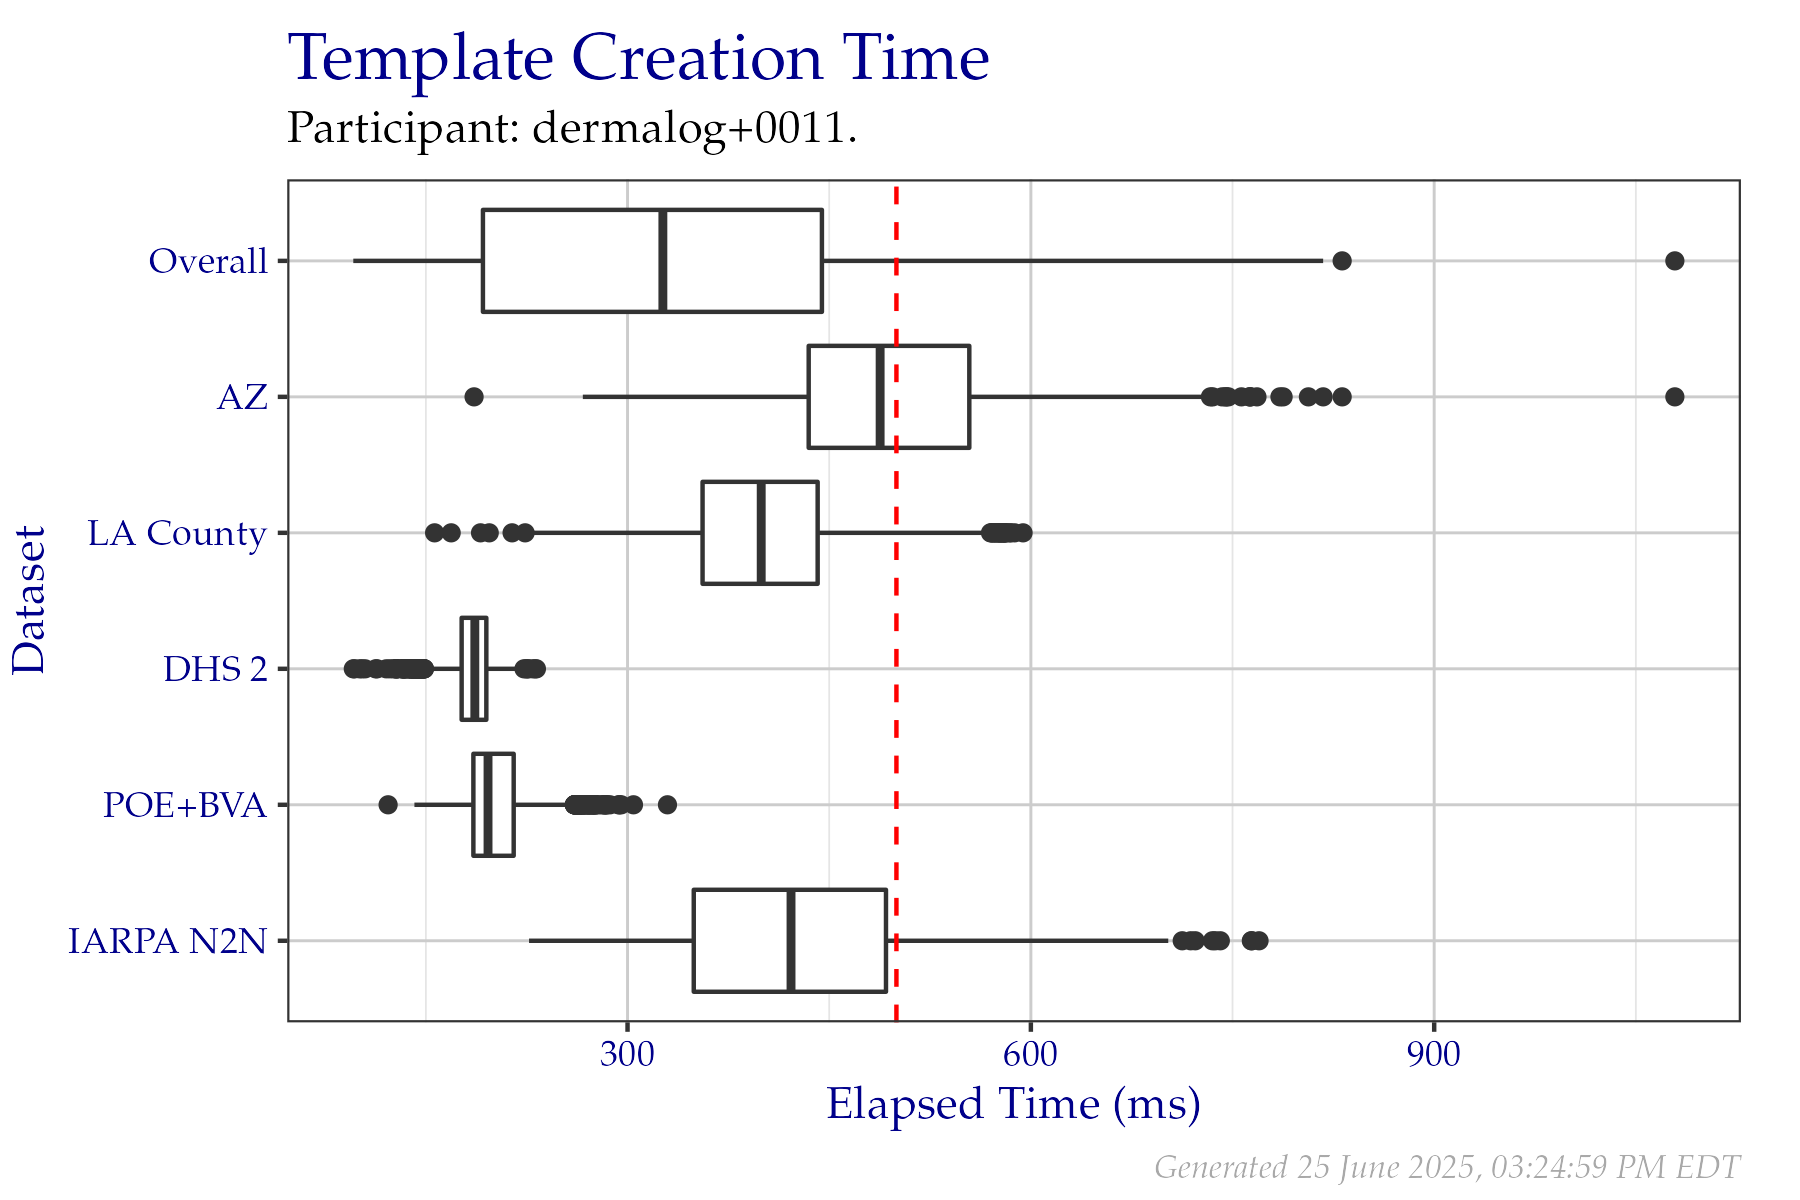 Template Creation Time
Participant: dermalog+0011.
Dataset
Overall
AZ
LA County
DHS 2
POE+BVA
IARPA N2N
300 600 900
Elapsed Time (ms)
Generated 25 June 2025, 03:24:59 PM EDT